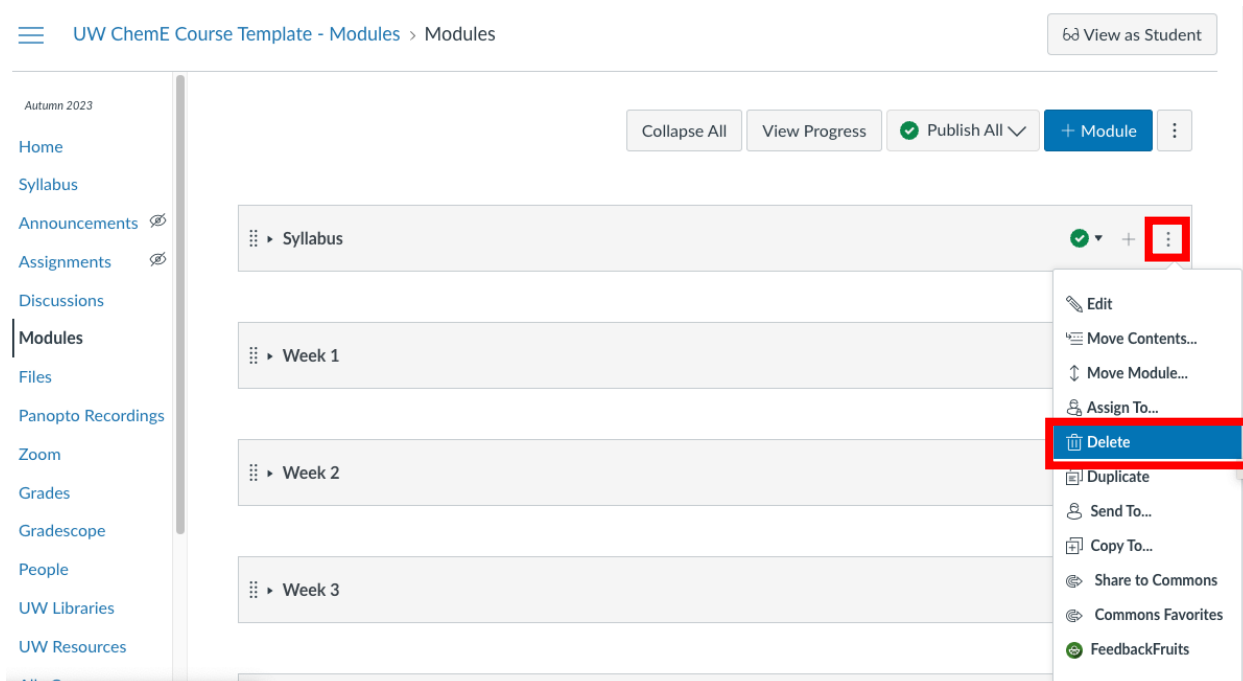 UW ChemE Course Template - Modules › Modules
View as Student
Autumn 2023
Home
Syllabus
Announcements
Assignments
Discussions
Modules
Files
Panopto Recordings
Zoom
Grades
Gradescope
People
UW Libraries
UW Resources
Collapse All
View Progress
Publish All
+ Module
Syllabus
Week 1
Week 2
Week 3
Edit
Move Contents...
Move Module...
Assign To...
Delete
Duplicate
Send To...
Copy To...
Share to Commons
Commons Favorites
FeedbackFruits